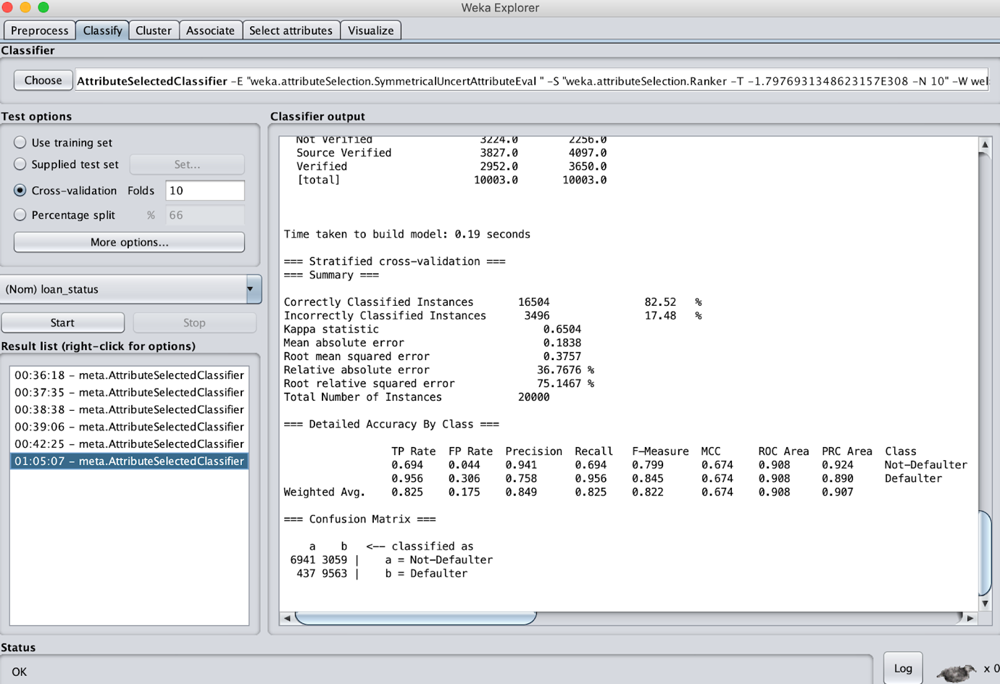 Weka Explorer
Preprocess Classify Cluster Associate Select attributes Visualize
Classifier
Choose AttributeSelectedClassifier -E "weka.attributeSelection.SymmetricalUncertAttributeEval " -S "weka.attributeSelection.Ranker -T -1.7976931348623157E308 -N 10" -W
Test options
Use training set
Supplied test set Set...
Cross-validation Folds 10
Percentage split % 66
More options...
(Nom) loan_status
Start Stop
Result list (right-click for options)
00:36:18 - meta.AttributeSelectedClassifier
00:37:35 - meta.AttributeSelectedClassifier
00:38:38 - meta.AttributeSelectedClassifier
00:39:06 - meta.AttributeSelectedClassifier
00:42:25 - meta.AttributeSelectedClassifier
01:05:07 - meta.AttributeSelectedClassifier
Classifier output
Not Verified 3224.0 2256.0
Source Verified 3827.0 4097.0
Verified 2952.0 3650.0
[total] 10003.0 10003.0
Time taken to build model: 0.19 seconds
=== Stratified cross-validation ===
=== Summary ===
Correctly Classified Instances 16504 82.52 %
Incorrectly Classified Instances 3496 17.48 %
Kappa statistic 0.6504
Mean absolute error 0.1838
Root mean squared error 0.3757
Relative absolute error 36.7676 %
Root relative squared error 75.1467 %
Total Number of Instances 20000
=== Detailed Accuracy By Class ===
TP Rate FP Rate Precision Recall F-Measure MCC ROC Area PRC Area Class
0.694 0.044 0.941 0.694 0.799 0.674 0.908 0.924 Not-Defaulter
0.956 0.306 0.758 0.956 0.845 0.674 0.908 0.890 Defaulter
Weighted Avg. 0.825 0.175 0.849 0.825 0.822 0.674 0.908 0.907
=== Confusion Matrix ===
a b <-- classified as
6941 3059 | a = Not-Defaulter
437 9563 | b = Defaulter
Status
OK
Log x 0